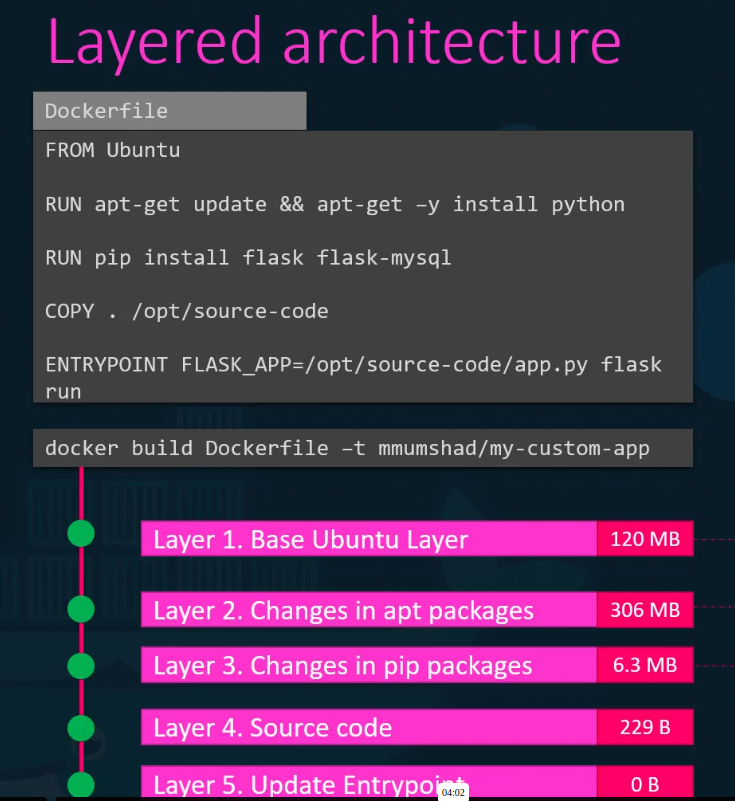 Layered architecture
Dockerfile
FROM Ubuntu
RUN apt-get update && apt-get –y install python
RUN pip install flask flask-mysql
COPY . /opt/source-code
ENTRYPOINT FLASK_APP=/opt/source-code/app.py flask
run
docker build Dockerfile –t mmumshad/my-custom-app
Layer 1. Base Ubuntu Layer 120 MB
Layer 2. Changes in apt packages 306 MB
Layer 3. Changes in pip packages 6.3 MB
Layer 4. Source code 229 B
Layer 5. Update Entrypoint 0 B
04:02